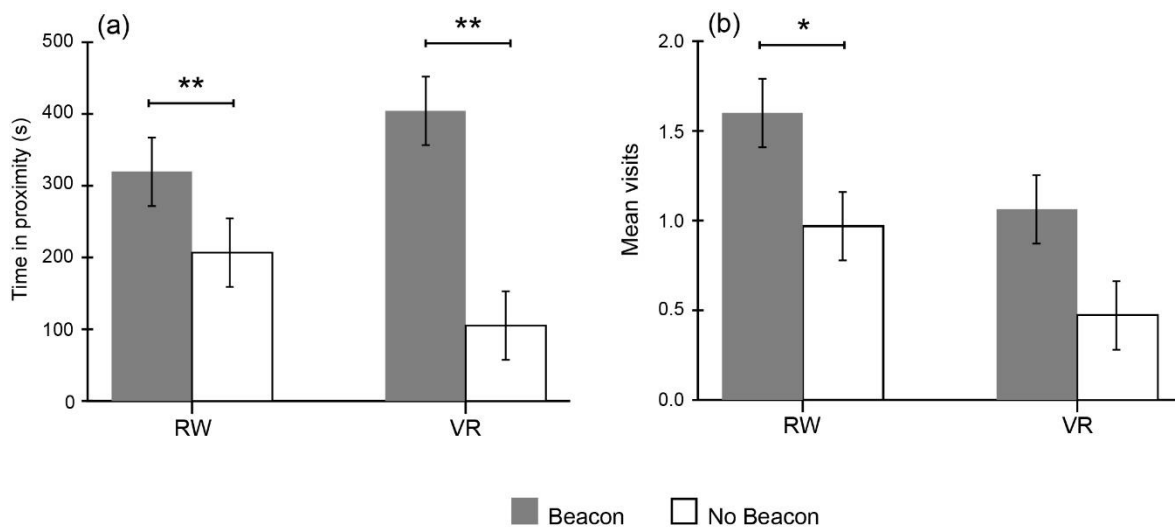 (a)
Time in proximity (s)
500
400
300
200
100
0
**
**
RW
VR
(b)
Mean visits
2.0
1.5
1.0
0.5
0.0
*
RW
VR
Beacon
No Beacon